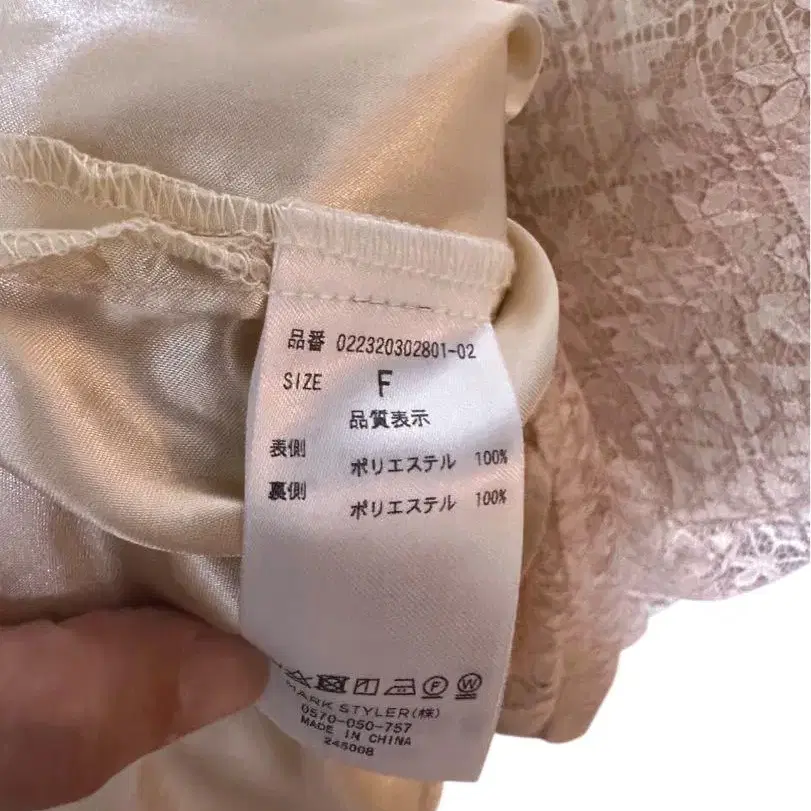 品番 022320302801-02
SIZE F
品質表示
表側 ポリエステル 100%
裏側 ポリエステル 100%
F W
MARK STYLER(株)
0570-050-757
MADE IN CHINA
245008